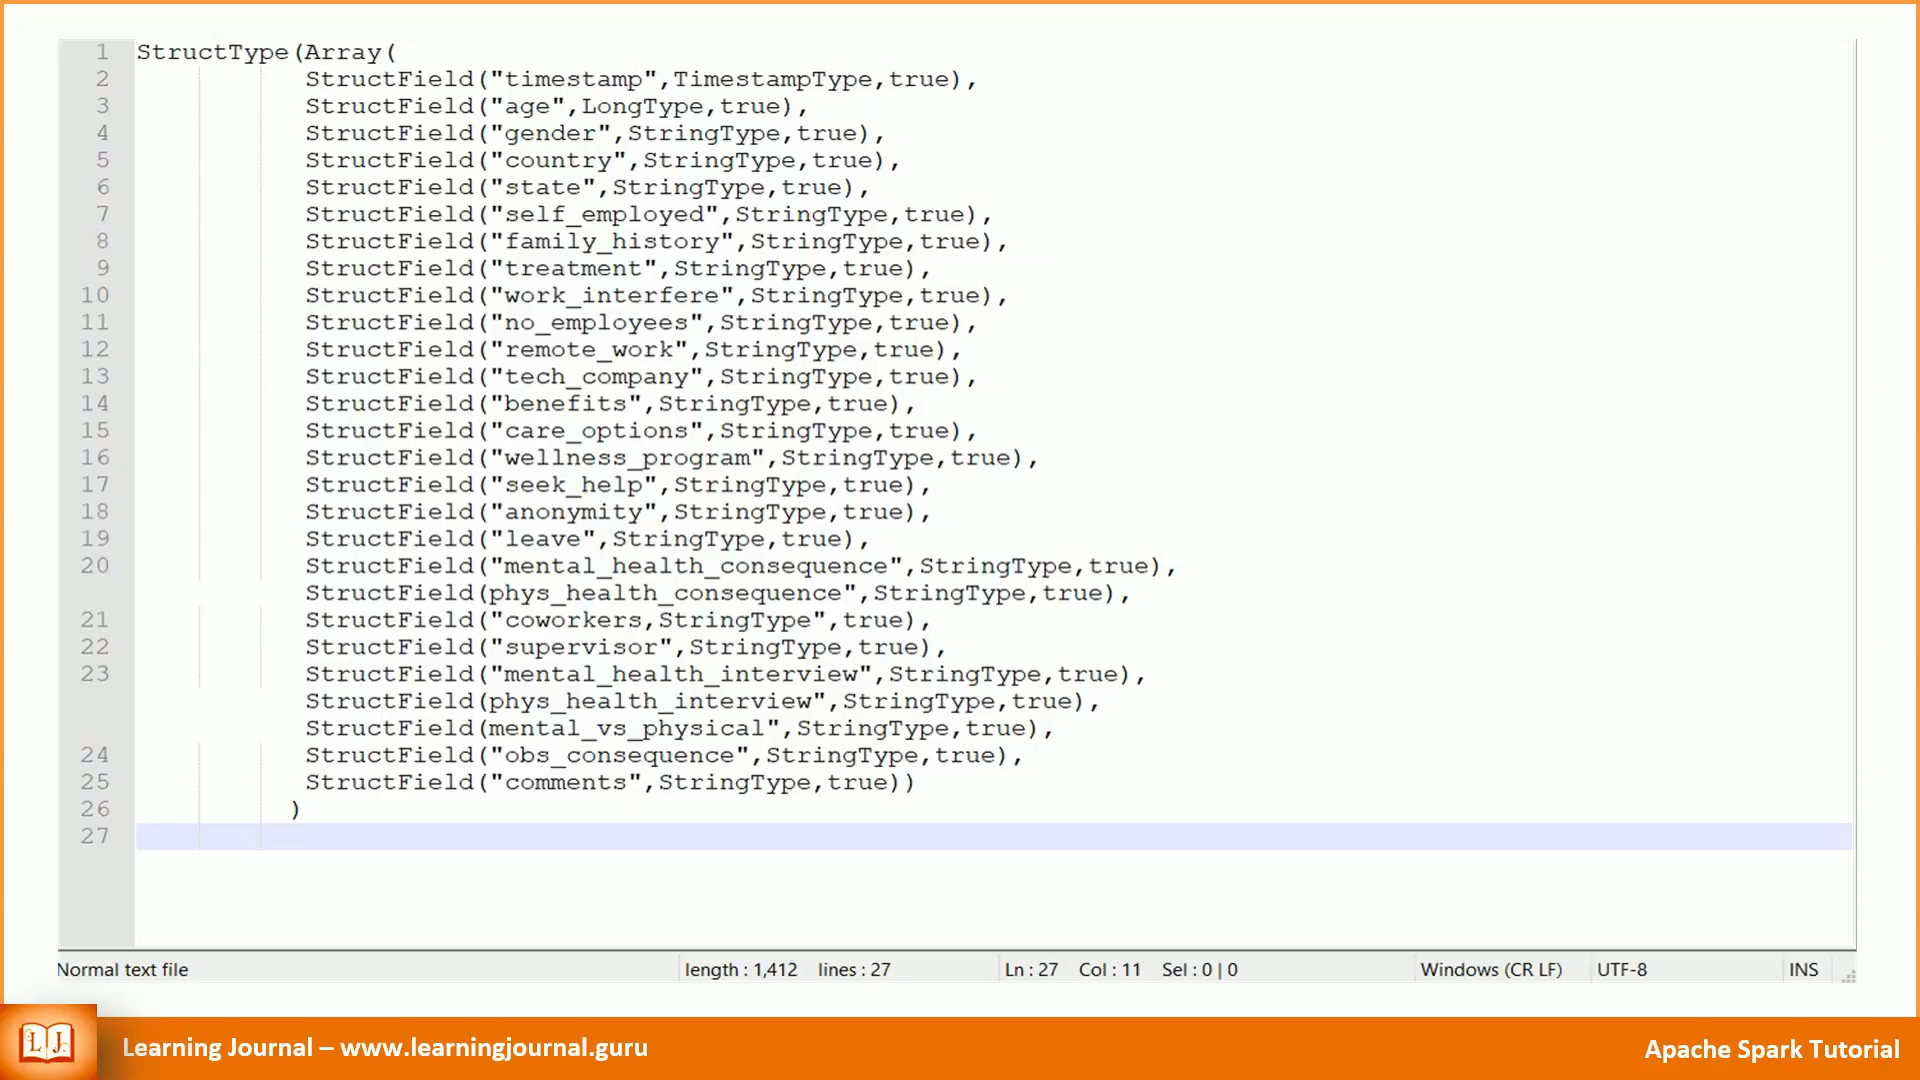 1 StructType(Array(
2 StructField("timestamp",TimestampType,true),
3 StructField("age",LongType,true),
4 StructField("gender",StringType,true),
5 StructField("country",StringType,true),
6 StructField("state",StringType,true),
7 StructField("self_employed",StringType,true),
8 StructField("family_history",StringType,true),
9 StructField("treatment",StringType,true),
10 StructField("work_interfere",StringType,true),
11 StructField("no_employees",StringType,true),
12 StructField("remote_work",StringType,true),
13 StructField("tech_company",StringType,true),
14 StructField("benefits",StringType,true),
15 StructField("care_options",StringType,true),
16 StructField("wellness_program",StringType,true),
17 StructField("seek_help",StringType,true),
18 StructField("anonymity",StringType,true),
19 StructField("leave",StringType,true),
20 StructField("mental_health_consequence",StringType,true),
StructField(phys_health_consequence",StringType,true),
21 StructField("coworkers,StringType",true),
22 StructField("supervisor",StringType,true),
23 StructField("mental_health_interview",StringType,true),
StructField(phys_health_interview",StringType,true),
StructField(mental_vs_physical",StringType,true),
24 StructField("obs_consequence",StringType,true),
25 StructField("comments",StringType,true))
26 )
27
Normal text file length : 1,412 lines : 27 Ln : 27 Col : 11 Sel : 0 | 0 Windows (CR LF) UTF-8 INS
LJ Learning Journal – www.learningjournal.guru Apache Spark Tutorial